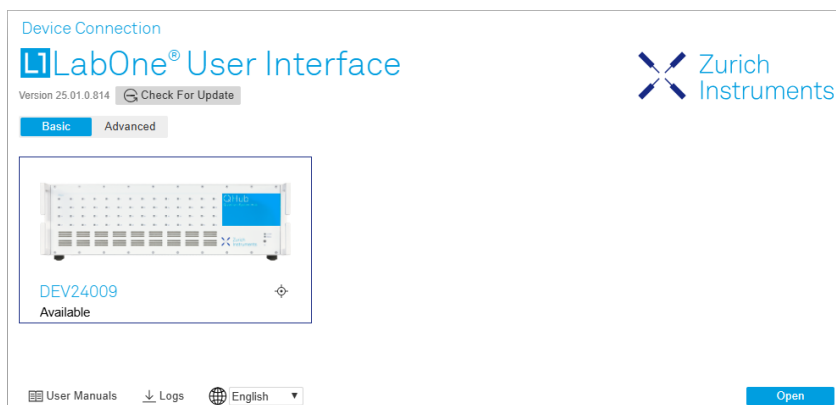 Device Connection
L1 LabOne® User Interface
Zurich
Instruments
Version 25.01.0.814 Check For Update
Basic Advanced
QHub
Zurich
Instruments
DEV24009
Available
User Manuals Logs English
Open